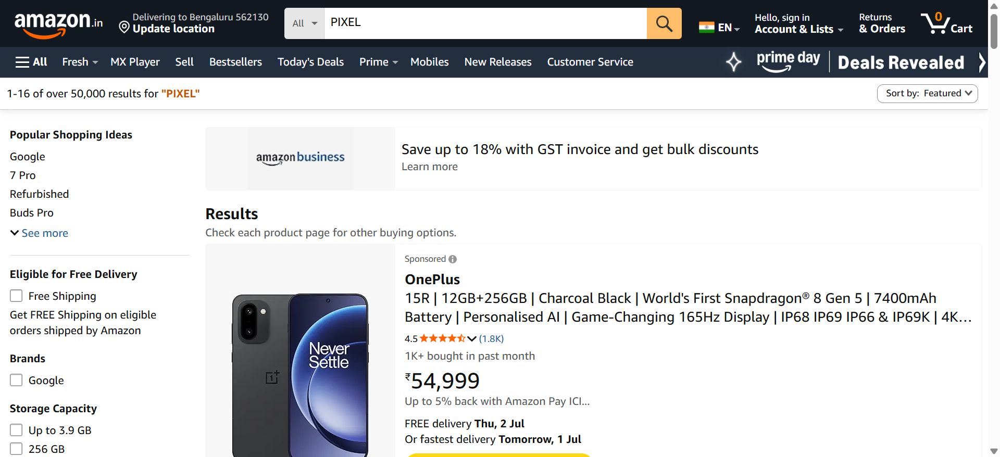 amazon.in
Delivering to Bengaluru 562130
Update location
All
PIXEL
EN
Hello, sign in
Account & Lists
Returns
& Orders
0
Cart
All
Fresh
MX Player
Sell
Bestsellers
Today's Deals
Prime
Mobiles
New Releases
Customer Service
prime day
Deals Revealed
1-16 of over 50,000 results for "PIXEL"
Sort by: Featured
Popular Shopping Ideas
Google
7 Pro
Refurbished
Buds Pro
See more
Eligible for Free Delivery
Free Shipping
Get FREE Shipping on eligible
orders shipped by Amazon
Brands
Google
Storage Capacity
Up to 3.9 GB
256 GB
amazon business
Save up to 18% with GST invoice and get bulk discounts
Learn more
Results
Check each product page for other buying options.
Never
Settle
Sponsored
OnePlus
15R | 12GB+256GB | Charcoal Black | World's First Snapdragon® 8 Gen 5 | 7400mAh
Battery | Personalised AI | Game-Changing 165Hz Display | IP68 IP69 IP66 & IP69K | 4K...
4.5 (1.8K)
1K+ bought in past month
₹54,999
Up to 5% back with Amazon Pay ICI...
FREE delivery Thu, 2 Jul
Or fastest delivery Tomorrow, 1 Jul